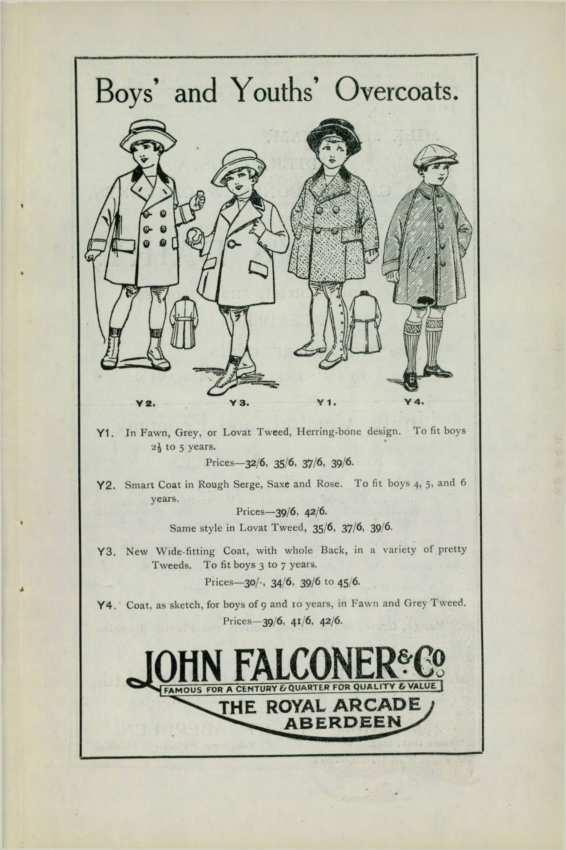 Boys' and Youths' Overcoats.
Y 2. Y 3. Y 1. Y 4.
Y1. In Fawn, Grey, or Lovat Tweed, Herring-bone design. To fit boys
2½ to 5 years.
Prices—32/6, 35/6, 37/6, 39/6.
Y2. Smart Coat in Rough Serge, Saxe and Rose. To fit boys 4, 5, and 6
years.
Prices—39/6, 42/6.
Same style in Lovat Tweed, 35/6, 37/6, 39/6.
Y3. New Wide-fitting Coat, with whole Back, in a variety of pretty
Tweeds. To fit boys 3 to 7 years.
Prices—30/-, 34/6, 39/6 to 45/6.
Y4. Coat, as sketch, for boys of 9 and 10 years, in Fawn and Grey Tweed.
Prices—39/6, 41/6, 42/6.
JOHN FALCONER & Co
FAMOUS FOR A CENTURY & QUARTER FOR QUALITY & VALUE
THE ROYAL ARCADE
ABERDEEN